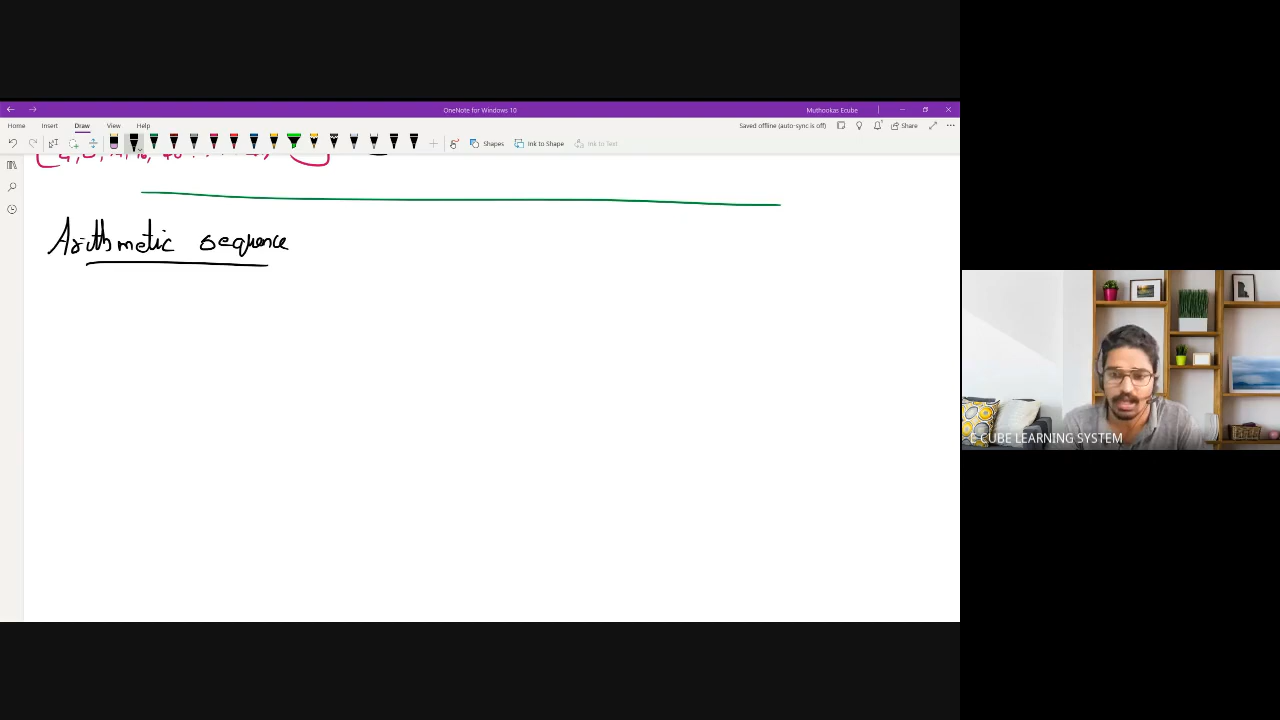 OneNote for Windows 10
Muthookas Ecube
Home Insert Draw View Help
Saved offline (auto-sync is off)
Share
Shapes
Ink to Shape
Ink to Text
Arithmetic sequence
E CUBE LEARNING SYSTEM